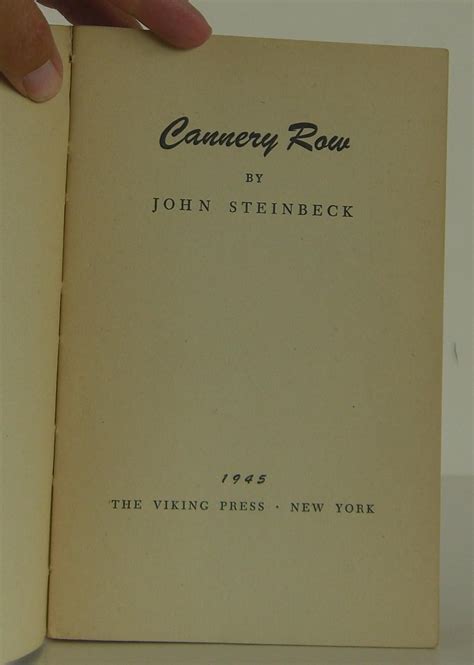 Cannery Row
BY
JOHN STEINBECK
1945
THE VIKING PRESS · NEW YORK